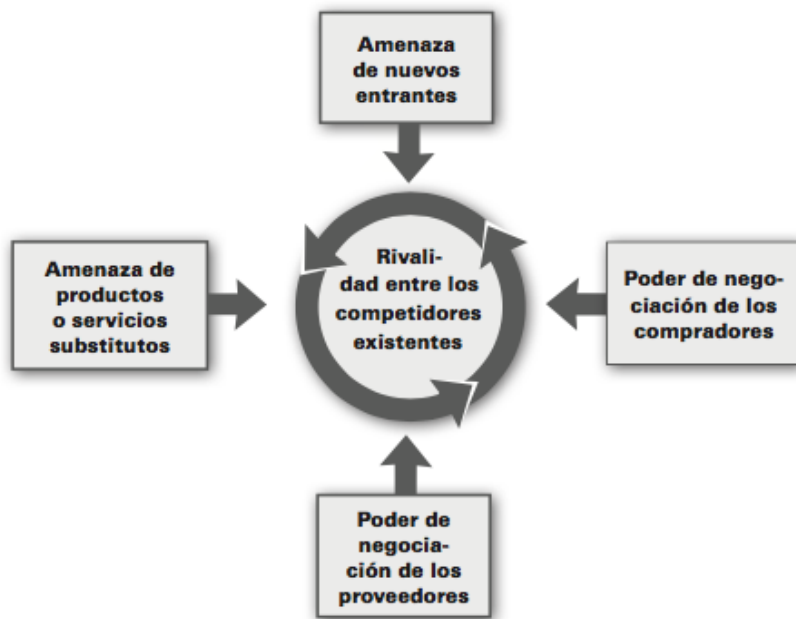 Amenaza
de nuevos
entrantes
Amenaza de
productos
o servicios
substitutos
Rivali-
dad entre los
competidores
existentes
Poder de nego-
ciación de los
compradores
Poder de
negocia-
ción de los
proveedores